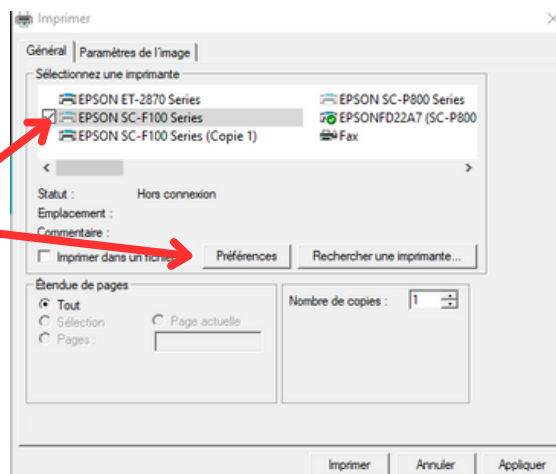 Imprimer
Général Paramètres de l'image
Sélectionnez une imprimante
EPSON ET-2870 Series EPSON SC-P800 Series
EPSON SC-F100 Series EPSONFD22A7 (SC-P800
EPSON SC-F100 Series (Copie 1) Fax
Statut : Hors connexion
Emplacement :
Commentaire :
Imprimer dans un Préférences Rechercher une imprimante...
Étendue de pages
Tout Nombre de copies : 1
Sélection Page actuelle
Pages :
Imprimer Annuler Appliquer